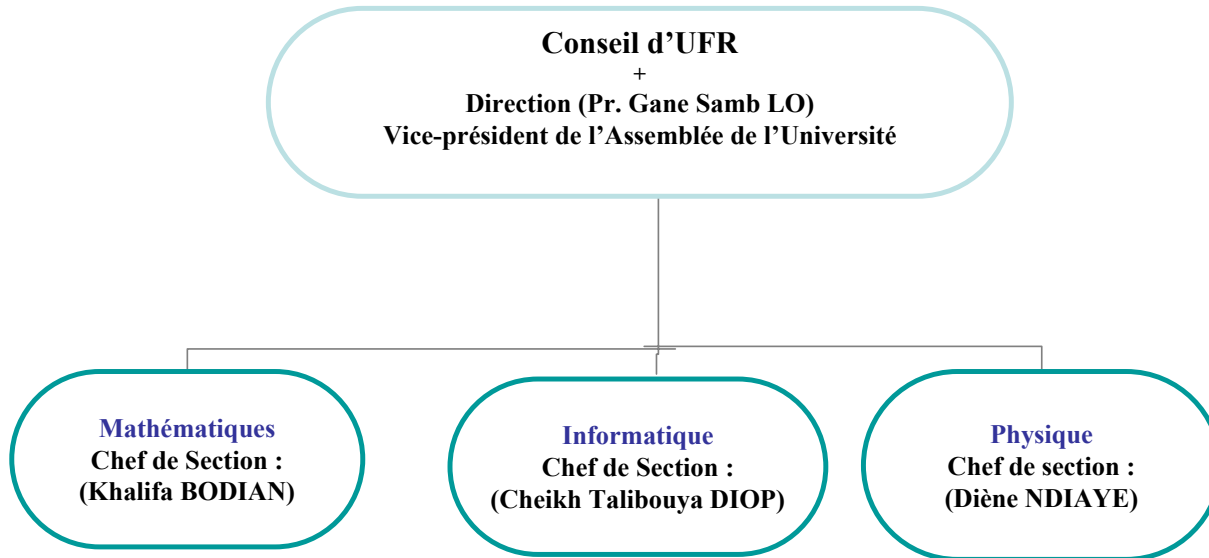 Conseil d’UFR
+
Direction (Pr. Gane Samb LO)
Vice-président de l’Assemblée de l’Université
Mathématiques
Chef de Section :
(Khalifa BODIAN)
Informatique
Chef de Section :
(Cheikh Talibouya DIOP)
Physique
Chef de section :
(Diène NDIAYE)